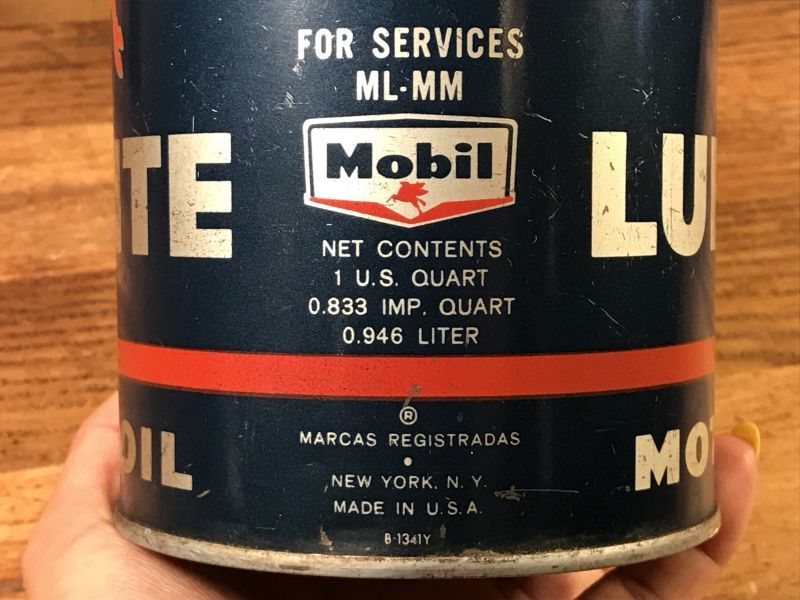 FOR SERVICES
ML-MM
Mobil
NET CONTENTS
1 U.S. QUART
0.833 IMP. QUART
0.946 LITER
®
MARCAS REGISTRADAS
•
NEW YORK, N. Y.
MADE IN U.S.A.
B-1341Y
TE
OIL
LU
MO